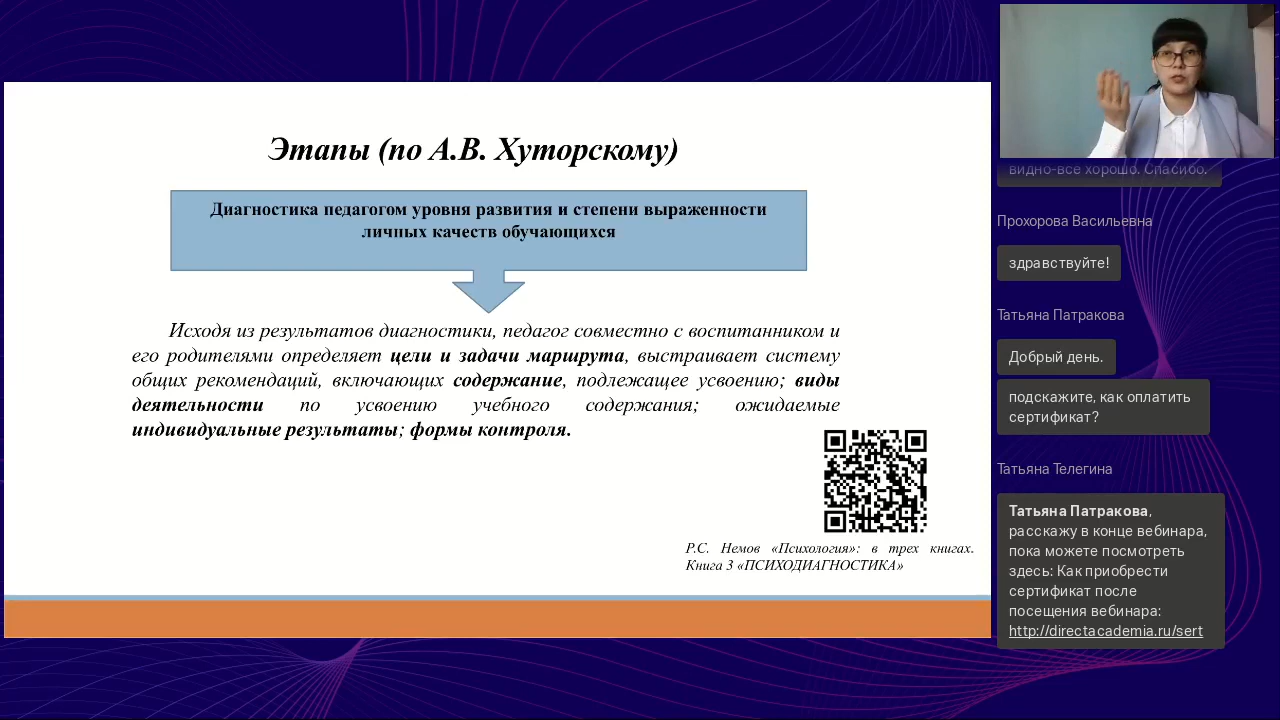 Этапы (по А.В. Хуторскому)
Диагностика педагогом уровня развития и степени выраженности
личных качеств обучающихся
Исходя из результатов диагностики, педагог совместно с воспитанником и
его родителями определяет цели и задачи маршрута, выстраивает систему
общих рекомендаций, включающих содержание, подлежащее усвоению; виды
деятельности по усвоению учебного содержания; ожидаемые
индивидуальные результаты; формы контроля.
Р.С. Немов «Психология»: в трех книгах.
Книга 3 «ПСИХОДИАГНОСТИКА»
видно-все хорошо. Спасибо.
Прохорова Васильевна
здравствуйте!
Татьяна Патракова
Добрый день.
подскажите, как оплатить
сертификат?
Татьяна Телегина
Татьяна Патракова,
расскажу в конце вебинара,
пока можете посмотреть
здесь: Как приобрести
сертификат после
посещения вебинара:
http://directacademia.ru/sert